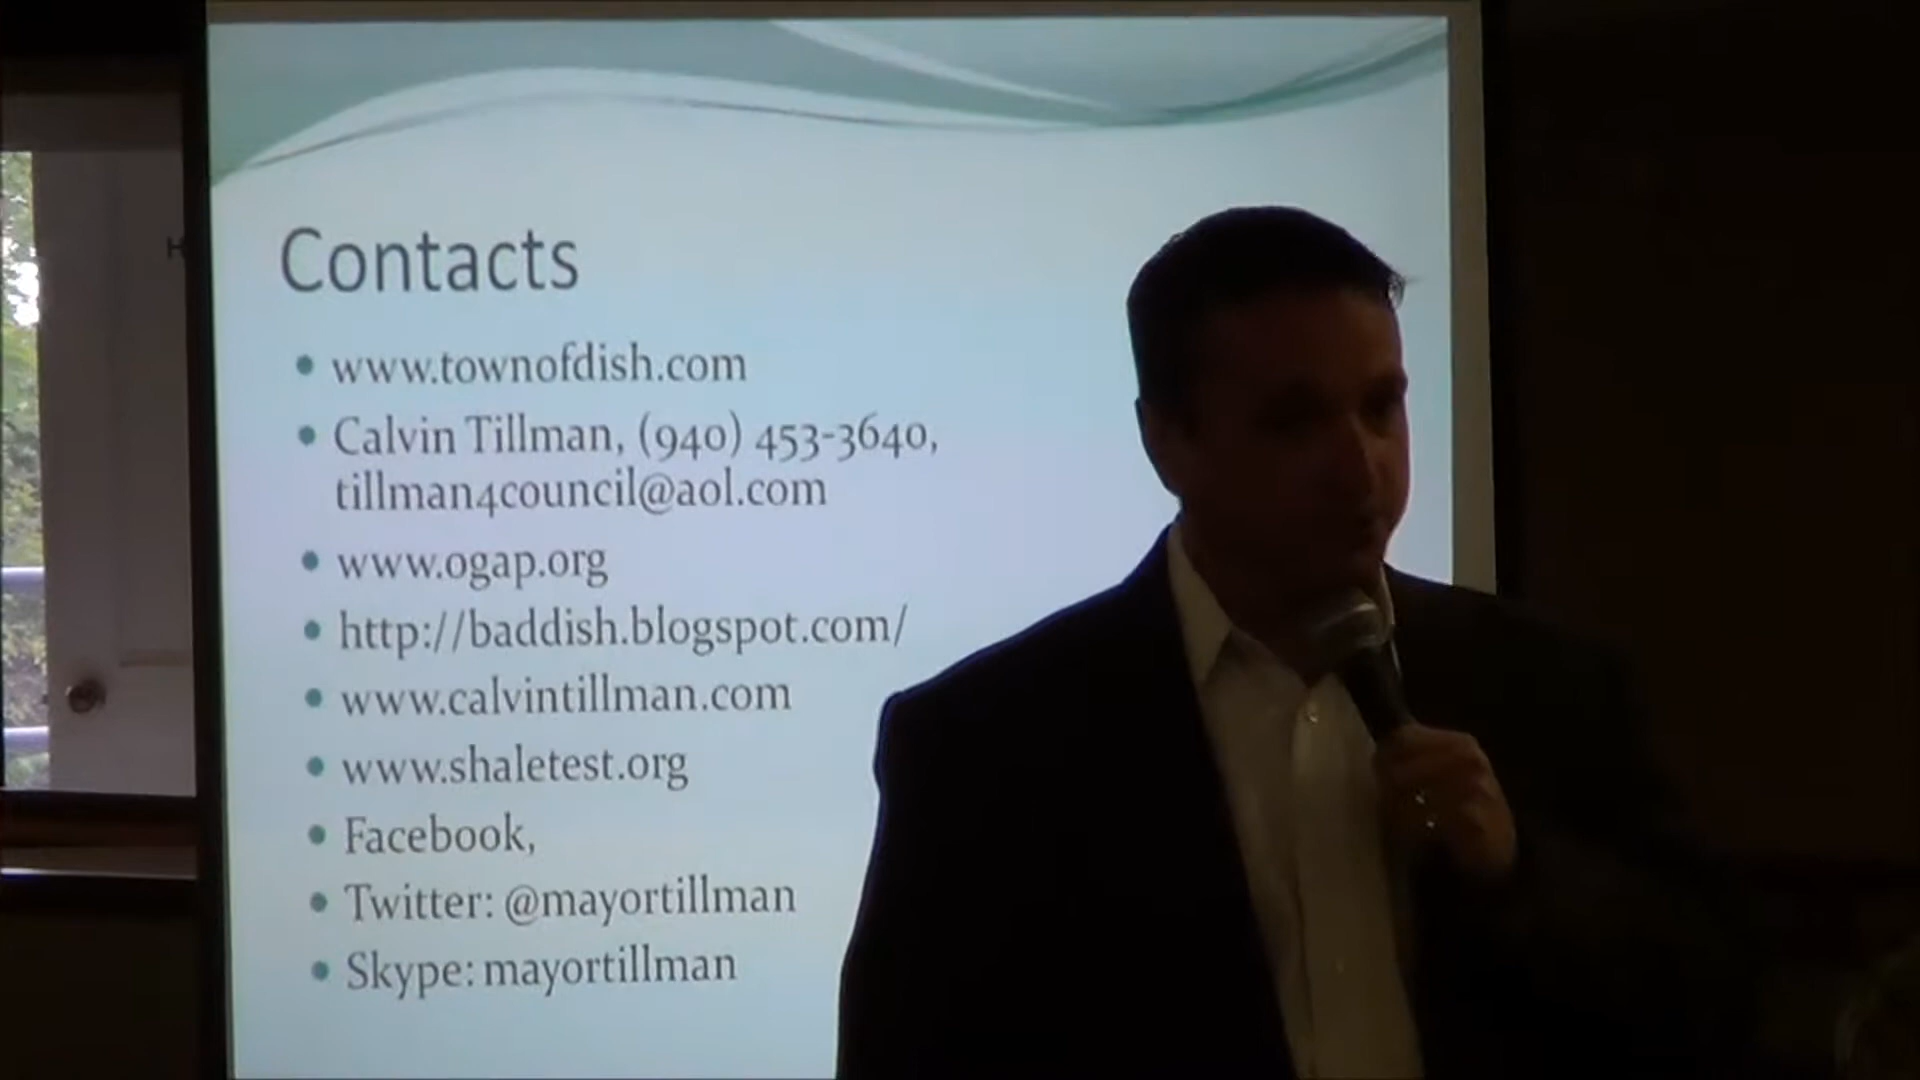 Contacts
www.townofdish.com
Calvin Tillman, (940) 453-3640,
tillman4council@aol.com
www.ogap.org
http://baddish.blogspot.com/
www.calvintillman.com
www.shaletest.org
Facebook,
Twitter: @mayortillman
Skype: mayortillman